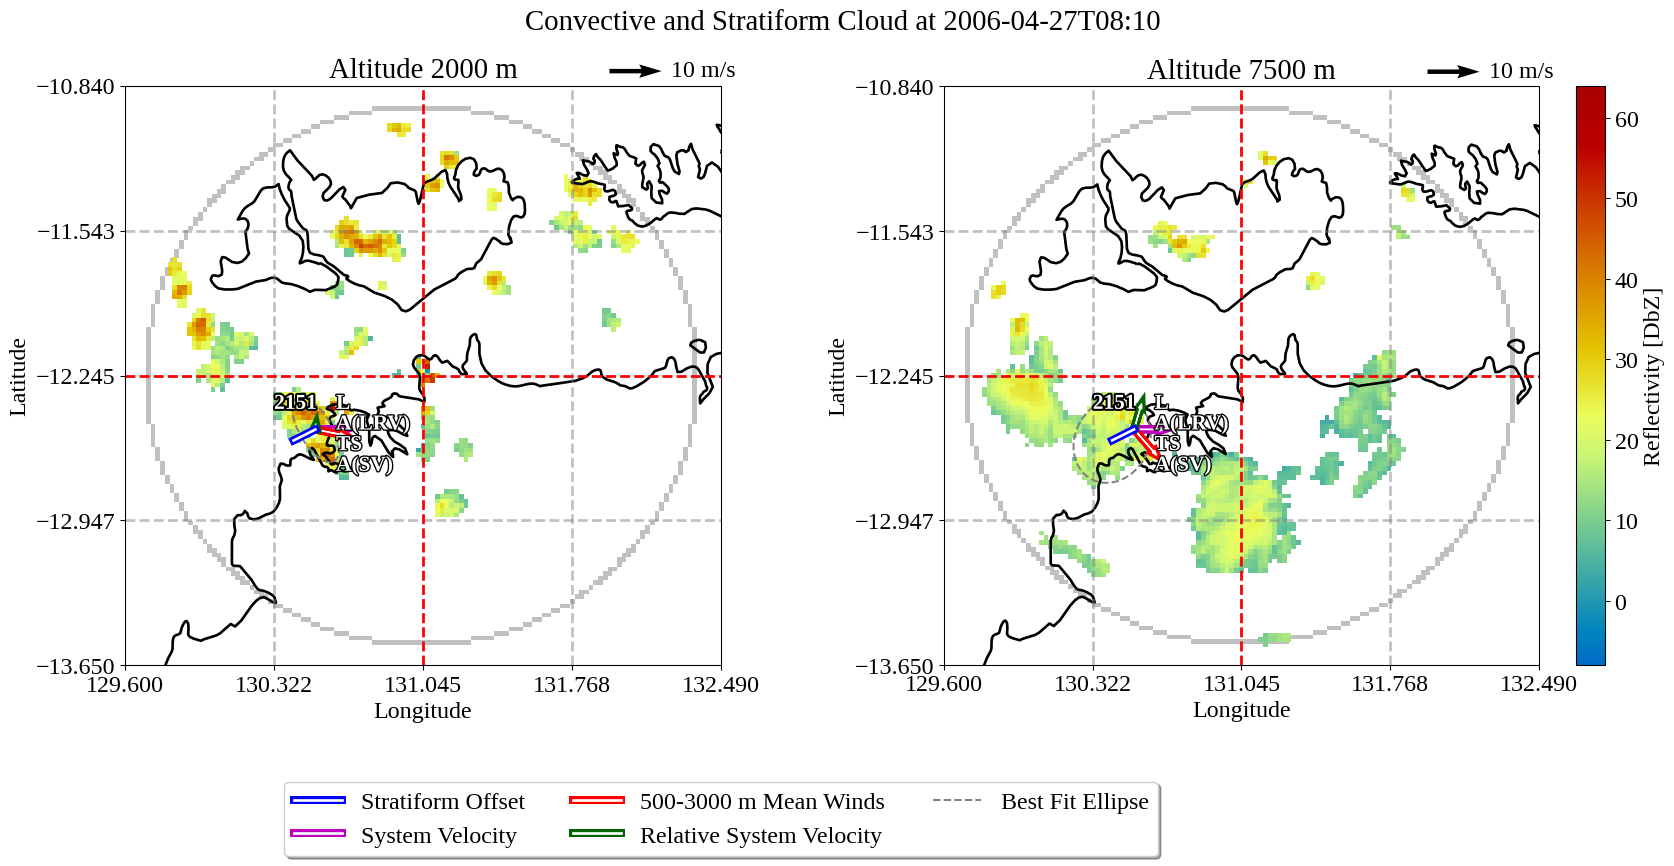 Convective and Stratiform Cloud at 2006-04-27T08:10
Altitude 2000 m
10 m/s
Altitude 7500 m
10 m/s
−10.840
−11.543
−12.245
−12.947
−13.650
Latitude
129.600
130.322
131.045
131.768
132.490
Longitude
2151
L
A(LRV)
TS
A(SV)
−10.840
−11.543
−12.245
−12.947
−13.650
Latitude
129.600
130.322
131.045
131.768
132.490
Longitude
2151
L
A(LRV)
TS
A(SV)
60
50
40
30
20
10
0
Reflectivity [DbZ]
Stratiform Offset
500-3000 m Mean Winds
Best Fit Ellipse
System Velocity
Relative System Velocity